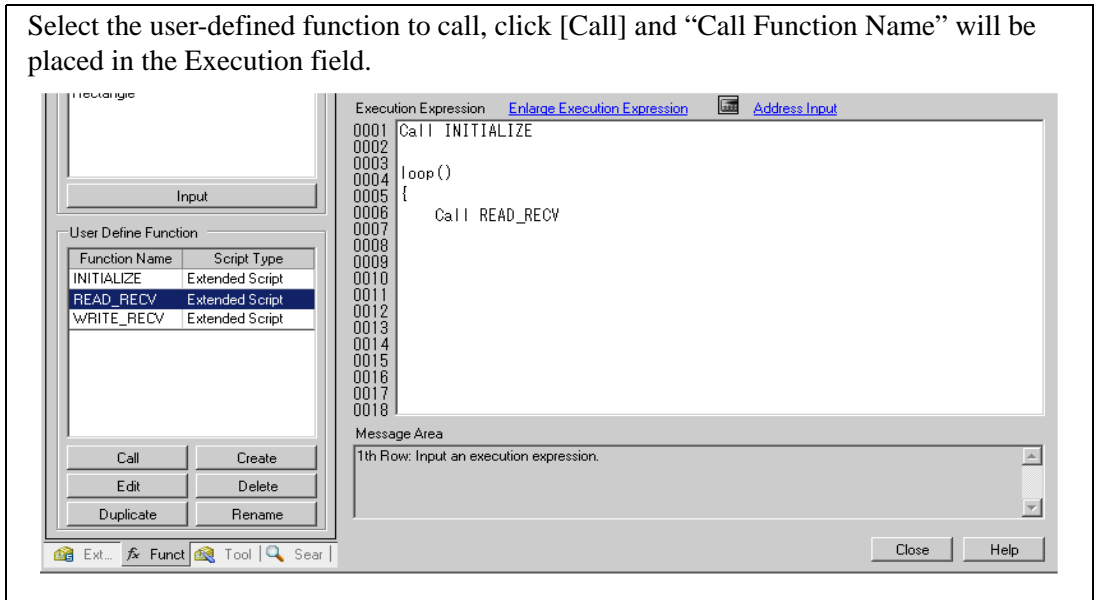 Select the user-defined function to call, click [Call] and “Call Function Name” will be
placed in the Execution field.
Rectangle
Input
User Define Function
Function Name Script Type
INITIALIZE Extended Script
READ_RECV Extended Script
WRITE_RECV Extended Script
Call Create
Edit Delete
Duplicate Rename
Ext... fx Funct Tool Sear
Execution Expression Enlarge Execution Expression Address Input
0001 Call INITIALIZE
0002
0003
0004 loop()
0005 {
0006 Call READ_RECV
0007
0008
0009
0010
0011
0012
0013
0014
0015
0016
0017
0018
Message Area
1th Row: Input an execution expression.
Close Help